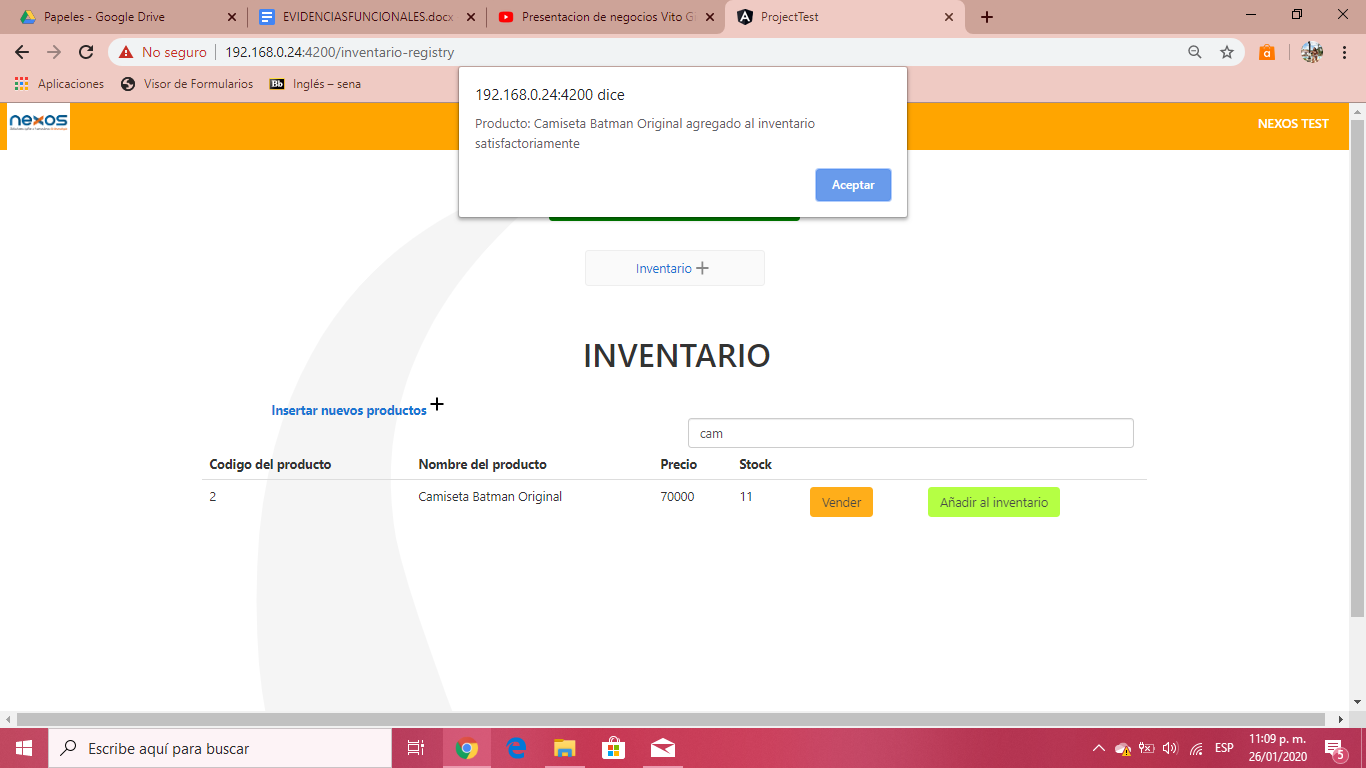 Papeles - Google Drive
EVIDENCIASFUNCIONALES.docx
Presentacion de negocios Vito Gi
ProjectTest
No seguro
192.168.0.24:4200/inventario-registry
Aplicaciones
Visor de Formularios
Bb
Inglés – sena
192.168.0.24:4200 dice
Producto: Camiseta Batman Original agregado al inventario
satisfactoriamente
Aceptar
nexos
NEXOS TEST
Inventario
INVENTARIO
Insertar nuevos productos
cam
Codigo del producto Nombre del producto Precio Stock
2 Camiseta Batman Original 70000 11 Vender Añadir al inventario
Escribe aquí para buscar
ESP
11:09 p. m.
26/01/2020
5